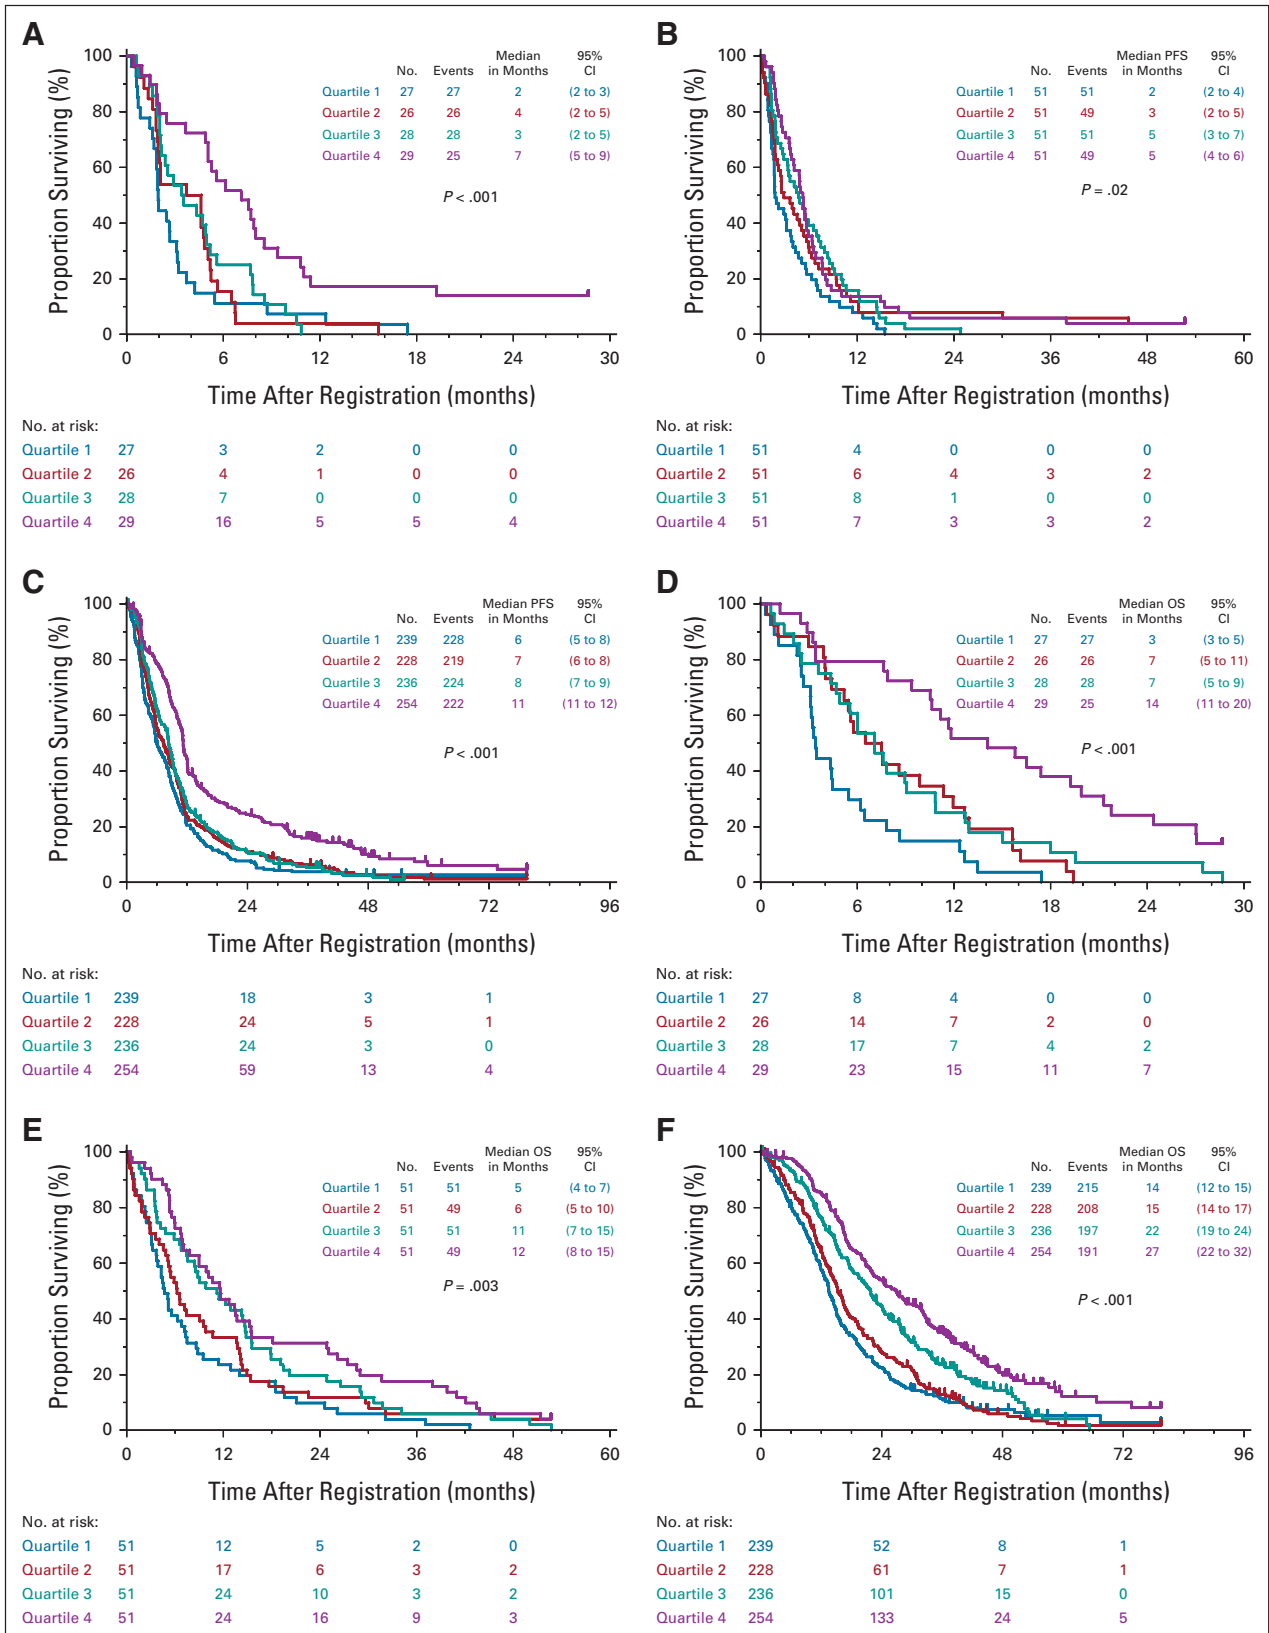 A
Proportion Surviving (%)
100
80
60
40
20
0
0 6 12 18 24 30
Time After Registration (months)
Median 95%
No. Events in Months CI
Quartile 1 27 27 2 (2 to 3)
Quartile 2 26 26 4 (2 to 5)
Quartile 3 28 28 3 (2 to 5)
Quartile 4 29 25 7 (5 to 9)
P < .001
No. at risk:
Quartile 1 27 3 2 0 0
Quartile 2 26 4 1 0 0
Quartile 3 28 7 0 0 0
Quartile 4 29 16 5 5 4
B
Proportion Surviving (%)
100
80
60
40
20
0
0 12 24 36 48 60
Time After Registration (months)
Median PFS 95%
No. Events in Months CI
Quartile 1 51 51 2 (2 to 4)
Quartile 2 51 49 3 (2 to 5)
Quartile 3 51 51 5 (3 to 7)
Quartile 4 51 49 5 (4 to 6)
P = .02
No. at risk:
Quartile 1 51 4 0 0 0
Quartile 2 51 6 4 3 2
Quartile 3 51 8 1 0 0
Quartile 4 51 7 3 3 2
C
Proportion Surviving (%)
100
80
60
40
20
0
0 24 48 72 96
Time After Registration (months)
Median PFS 95%
No. Events in Months CI
Quartile 1 239 228 6 (5 to 8)
Quartile 2 228 219 7 (6 to 8)
Quartile 3 236 224 8 (7 to 9)
Quartile 4 254 222 11 (11 to 12)
P < .001
No. at risk:
Quartile 1 239 18 3 1
Quartile 2 228 24 5 1
Quartile 3 236 24 3 0
Quartile 4 254 59 13 4
D
Proportion Surviving (%)
100
80
60
40
20
0
0 6 12 18 24 30
Time After Registration (months)
Median OS 95%
No. Events in Months CI
Quartile 1 27 27 3 (3 to 5)
Quartile 2 26 26 7 (5 to 11)
Quartile 3 28 28 7 (5 to 9)
Quartile 4 29 25 14 (11 to 20)
P < .001
No. at risk:
Quartile 1 27 8 4 0 0
Quartile 2 26 14 7 2 0
Quartile 3 28 17 7 4 2
Quartile 4 29 23 15 11 7
E
Proportion Surviving (%)
100
80
60
40
20
0
0 12 24 36 48 60
Time After Registration (months)
Median OS 95%
No. Events in Months CI
Quartile 1 51 51 5 (4 to 7)
Quartile 2 51 49 6 (5 to 10)
Quartile 3 51 51 11 (7 to 15)
Quartile 4 51 49 12 (8 to 15)
P = .003
No. at risk:
Quartile 1 51 12 5 2 0
Quartile 2 51 17 6 3 2
Quartile 3 51 24 10 3 2
Quartile 4 51 24 16 9 3
F
Proportion Surviving (%)
100
80
60
40
20
0
0 24 48 72 96
Time After Registration (months)
Median OS 95%
No. Events in Months CI
Quartile 1 239 215 14 (12 to 15)
Quartile 2 228 208 15 (14 to 17)
Quartile 3 236 197 22 (19 to 24)
Quartile 4 254 191 27 (22 to 32)
P < .001
No. at risk:
Quartile 1 239 52 8 1
Quartile 2 228 61 7 1
Quartile 3 236 101 15 0
Quartile 4 254 133 24 5